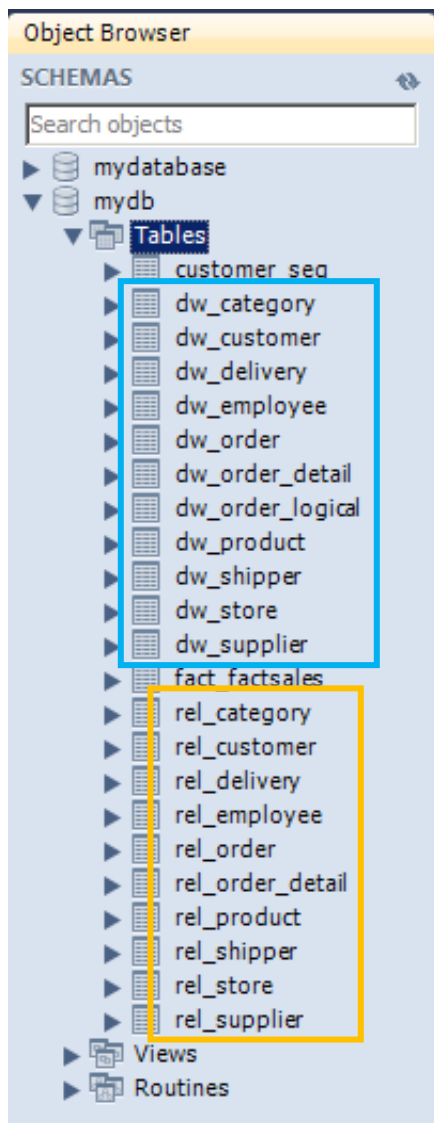 Object Browser
SCHEMAS
Search objects
mydatabase
mydb
Tables
customer_seq
dw_category
dw_customer
dw_delivery
dw_employee
dw_order
dw_order_detail
dw_order_logical
dw_product
dw_shipper
dw_store
dw_supplier
fact_factsales
rel_category
rel_customer
rel_delivery
rel_employee
rel_order
rel_order_detail
rel_product
rel_shipper
rel_store
rel_supplier
Views
Routines